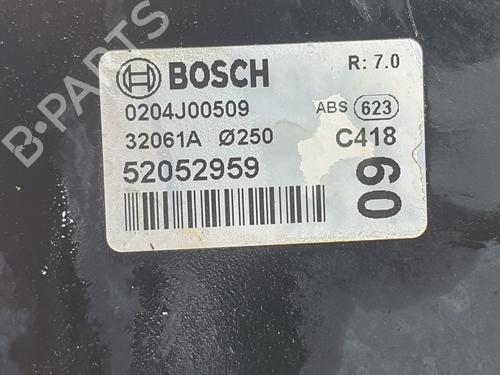 BOSCH R: 7.0
0204J00509 ABS 623
32061A Ø250 C418
52052959
09
B-PARTS